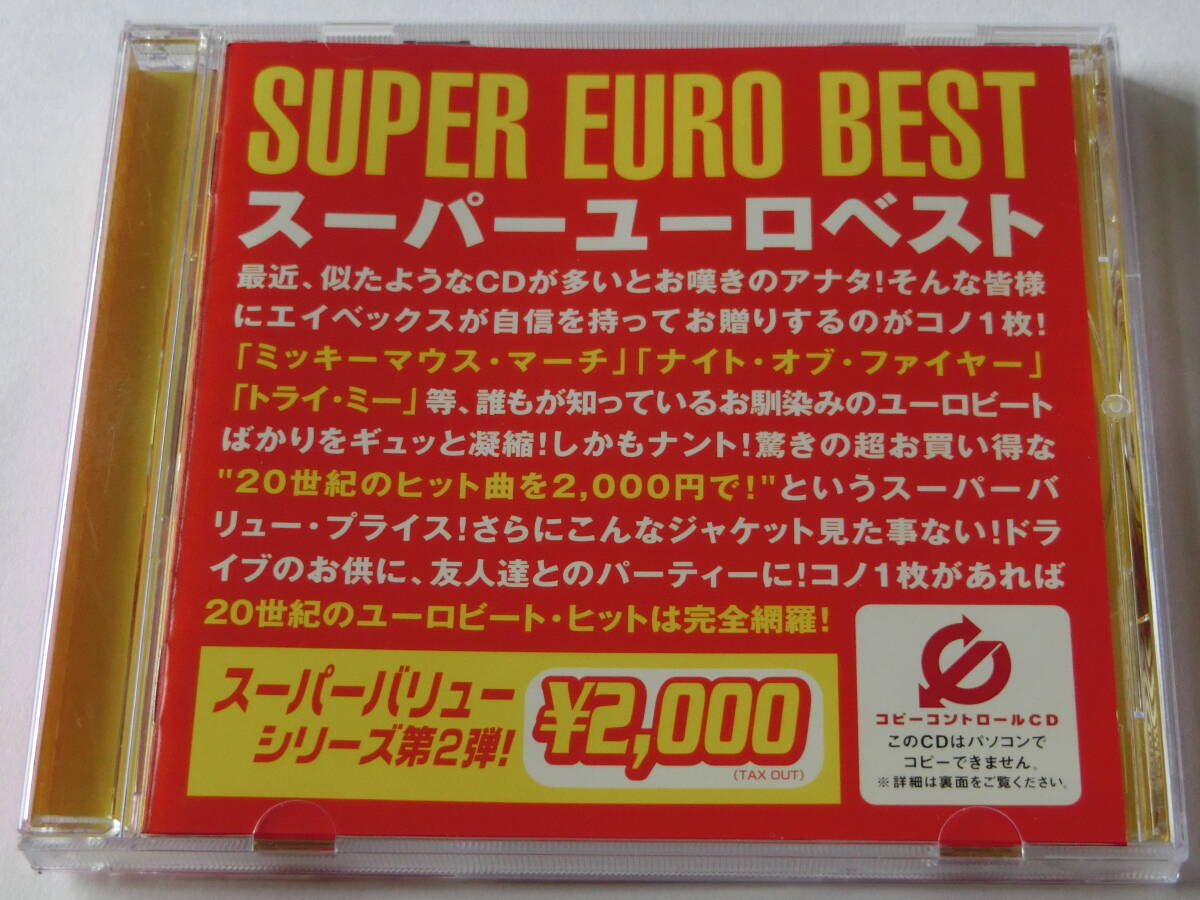 SUPER EURO BEST
スーパーユーロベスト
最近、似たようなCDが多いとお嘆きのアナタ!そんな皆様
にエイベックスが自信を持ってお贈りするのがコノ1枚!
「ミッキーマウス・マーチ」「ナイト・オブ・ファイヤー」
「トライ・ミー」等、誰もが知っているお馴染みのユーロビート
ばかりをギュッと凝縮!しかもナント!驚きの超お買い得な
"20世紀のヒット曲を2,000円で!"というスーパーバ
リュー・プライス!さらにこんなジャケット見た事ない!ドラ
イブのお供に、友人達とのパーティーに!コノ1枚があれば
20世紀のユーロビート・ヒットは完全網羅!
スーパーバリュー
シリーズ第2弾!
¥2,000
(TAX OUT)
コピーコントロールCD
このCDはパソコンで
コピーできません。
※詳細は裏面をご覧ください。